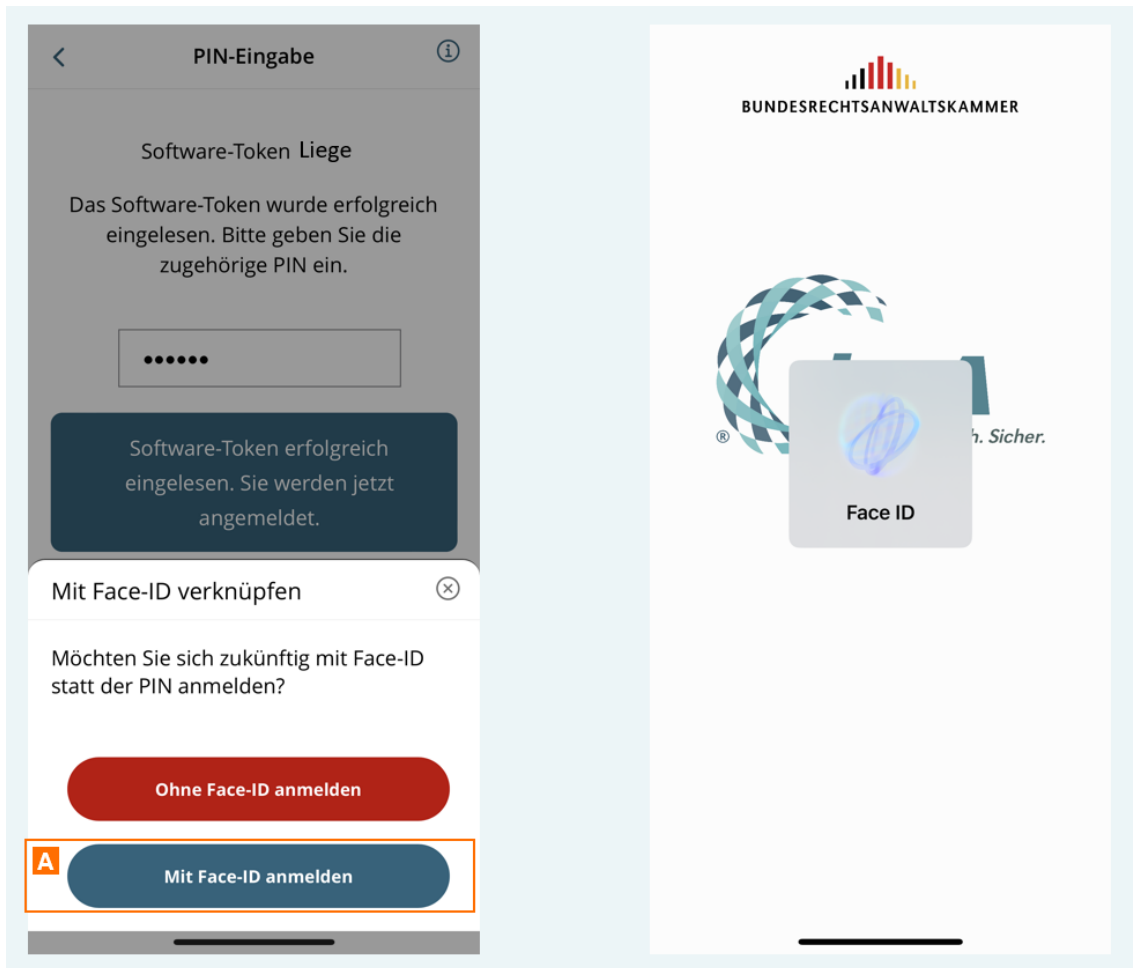 PIN-Eingabe
Software-Token Liege
Das Software-Token wurde erfolgreich
eingelesen. Bitte geben Sie die
zugehörige PIN ein.
••••••
Software-Token erfolgreich
eingelesen. Sie werden jetzt
angemeldet.
Mit Face-ID verknüpfen
Möchten Sie sich zukünftig mit Face-ID
statt der PIN anmelden?
Ohne Face-ID anmelden
A
Mit Face-ID anmelden
BUNDESRECHTSANWALTSKAMMER
® Sicher.
Face ID